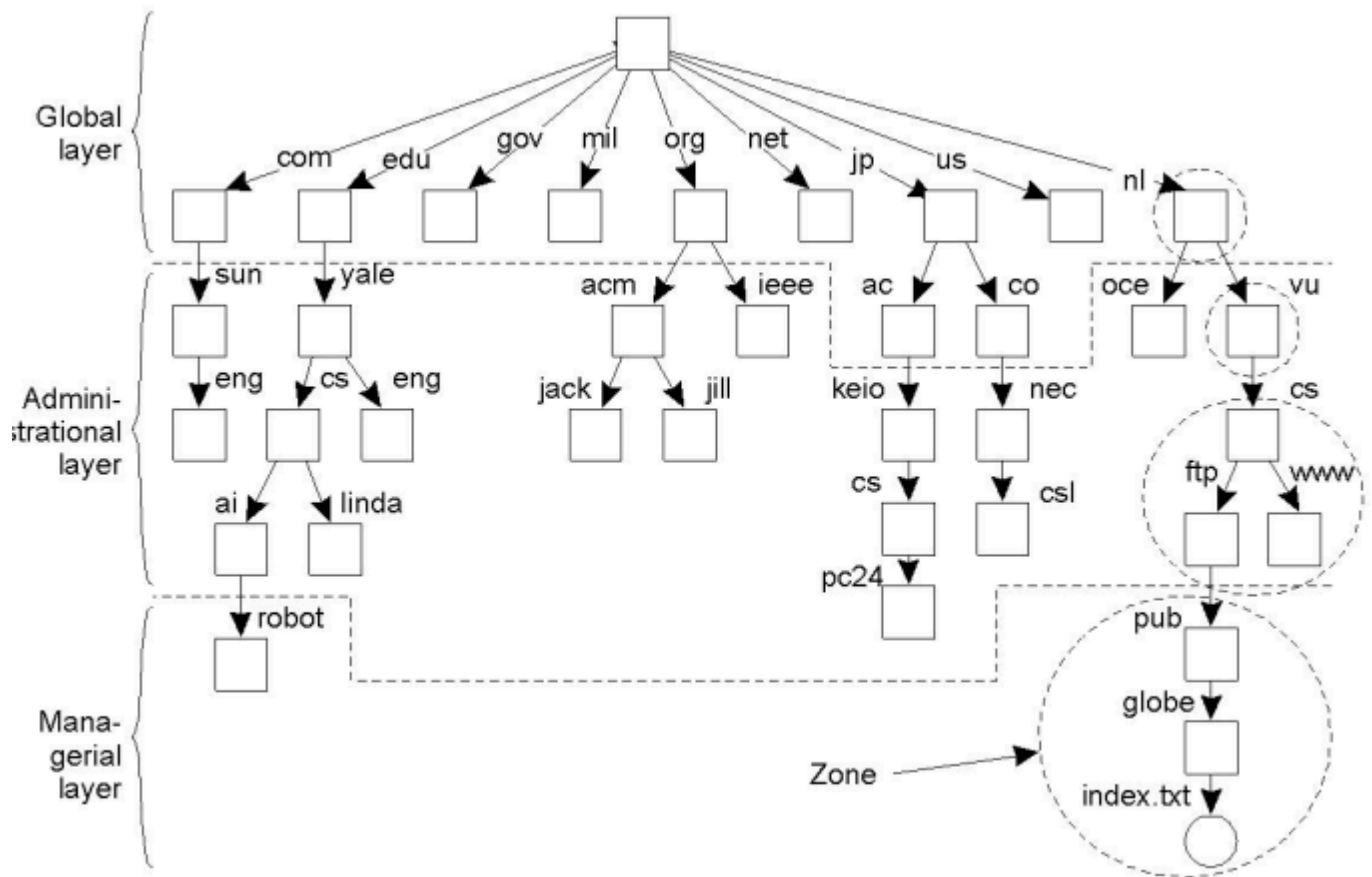 Global
layer
com
edu
gov
mil
org
net
jp
us
nl
sun
yale
acm
ieee
ac
co
oce
vu
Admini-
strational
layer
eng
cs
eng
jack
jill
keio
nec
cs
ai
linda
cs
csl
ftp
www
pc24
robot
pub
Mana-
gerial
layer
globe
Zone
index.txt